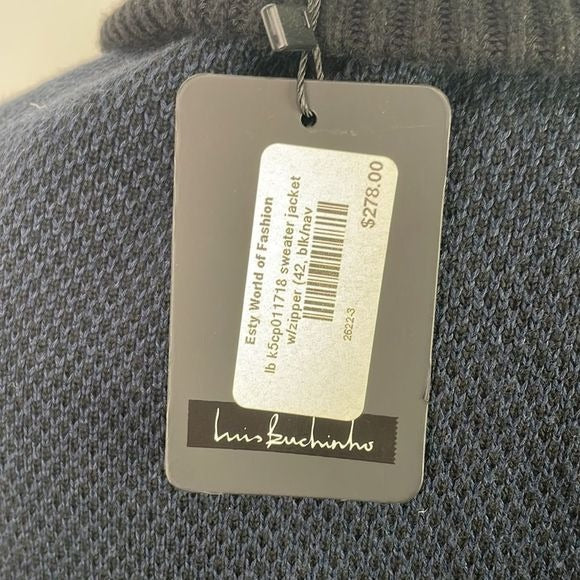 Esty World of Fashion
lb k5cp011718 sweater jacket
w/zipper (42, blk/nav
2622-3
$278.00
Luis Buchinho